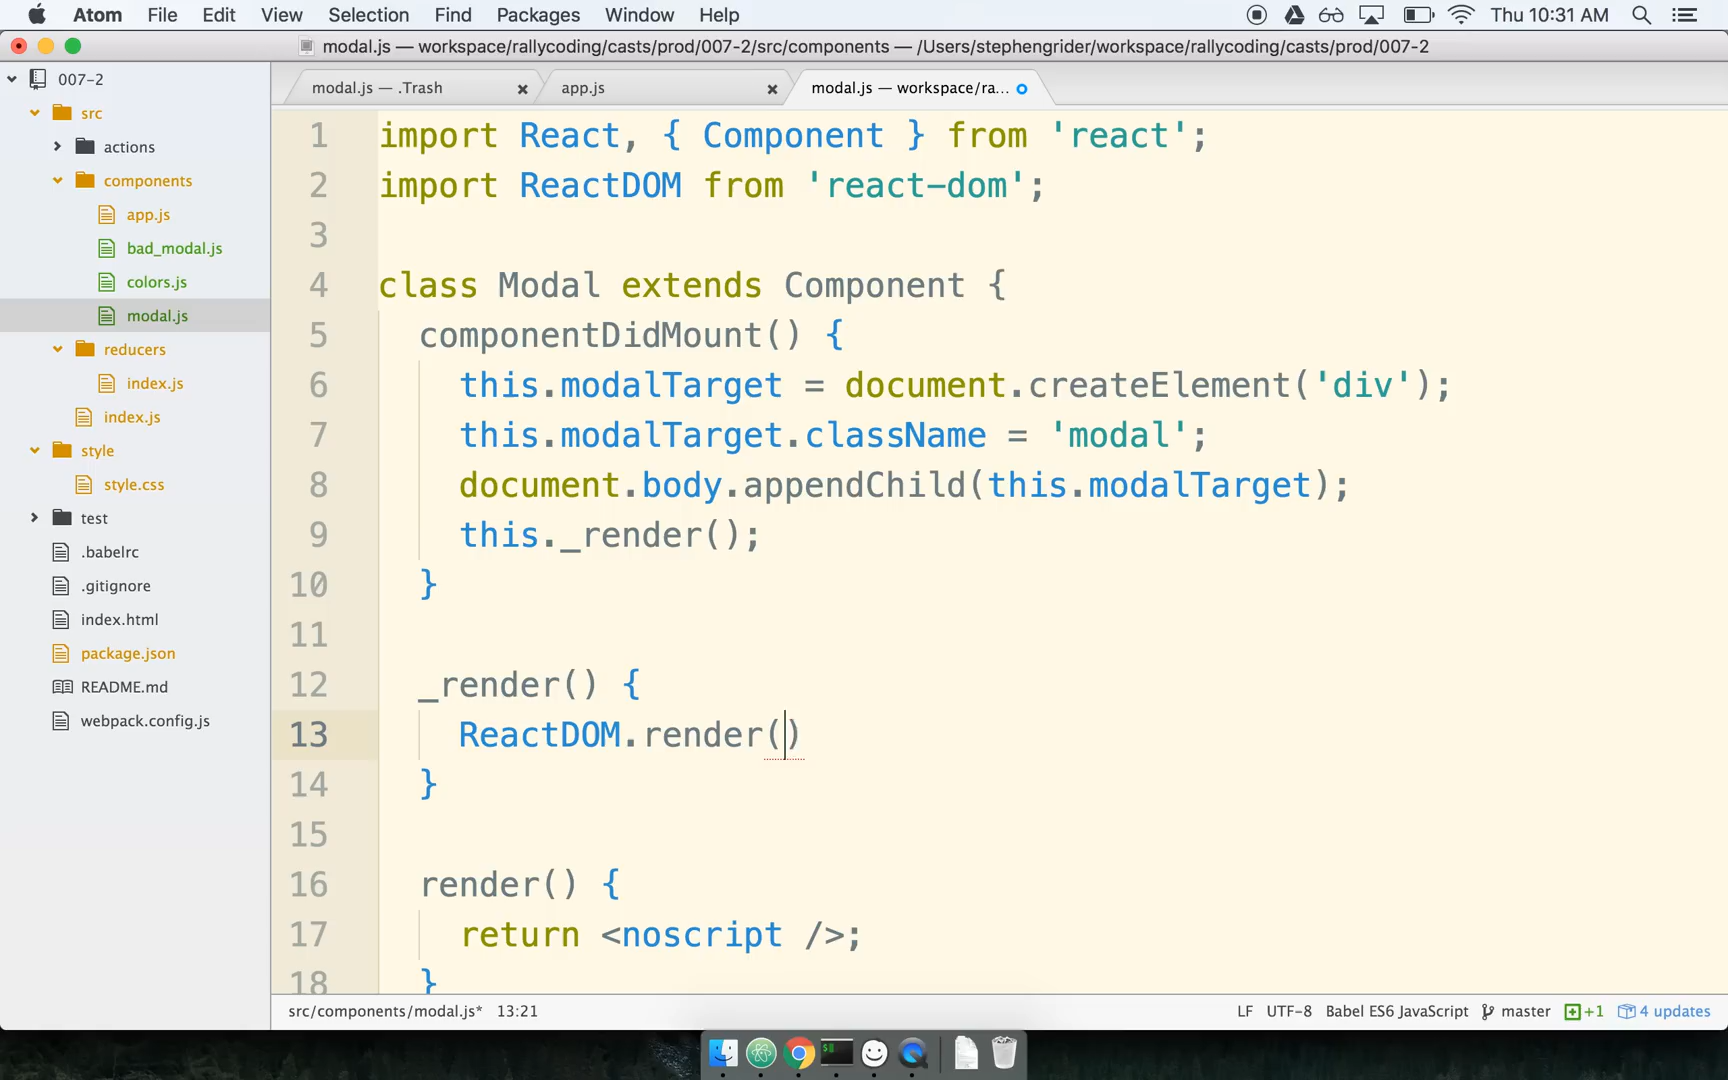 Atom File Edit View Selection Find Packages Window Help Thu 10:31 AM
modal.js — workspace/rallycoding/casts/prod/007-2/src/components — /Users/stephengrider/workspace/rallycoding/casts/prod/007-2
007-2
src
actions
components
app.js
bad_modal.js
colors.js
modal.js
reducers
index.js
index.js
style
style.css
test
.babelrc
.gitignore
index.html
package.json
README.md
webpack.config.js
modal.js — .Trash
app.js
modal.js — workspace/ra...
1 import React, { Component } from 'react';
2 import ReactDOM from 'react-dom';
3
4 class Modal extends Component {
5 componentDidMount() {
6 this.modalTarget = document.createElement('div');
7 this.modalTarget.className = 'modal';
8 document.body.appendChild(this.modalTarget);
9 this._render();
10 }
11
12 _render() {
13 ReactDOM.render()
14 }
15
16 render() {
17 return <noscript />;
18 }
src/components/modal.js* 13:21 LF UTF-8 Babel ES6 JavaScript master +1 4 updates